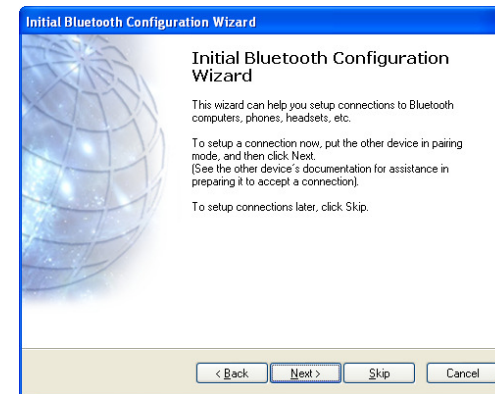 Initial Bluetooth Configuration Wizard
Initial Bluetooth Configuration
Wizard
This wizard can help you setup connections to Bluetooth
computers, phones, headsets, etc.
To setup a connection now, put the other device in pairing
mode, and then click Next.
(See the other device's documentation for assistance in
preparing it to accept a connection).
To setup connections later, click Skip.
< Back Next > Skip Cancel